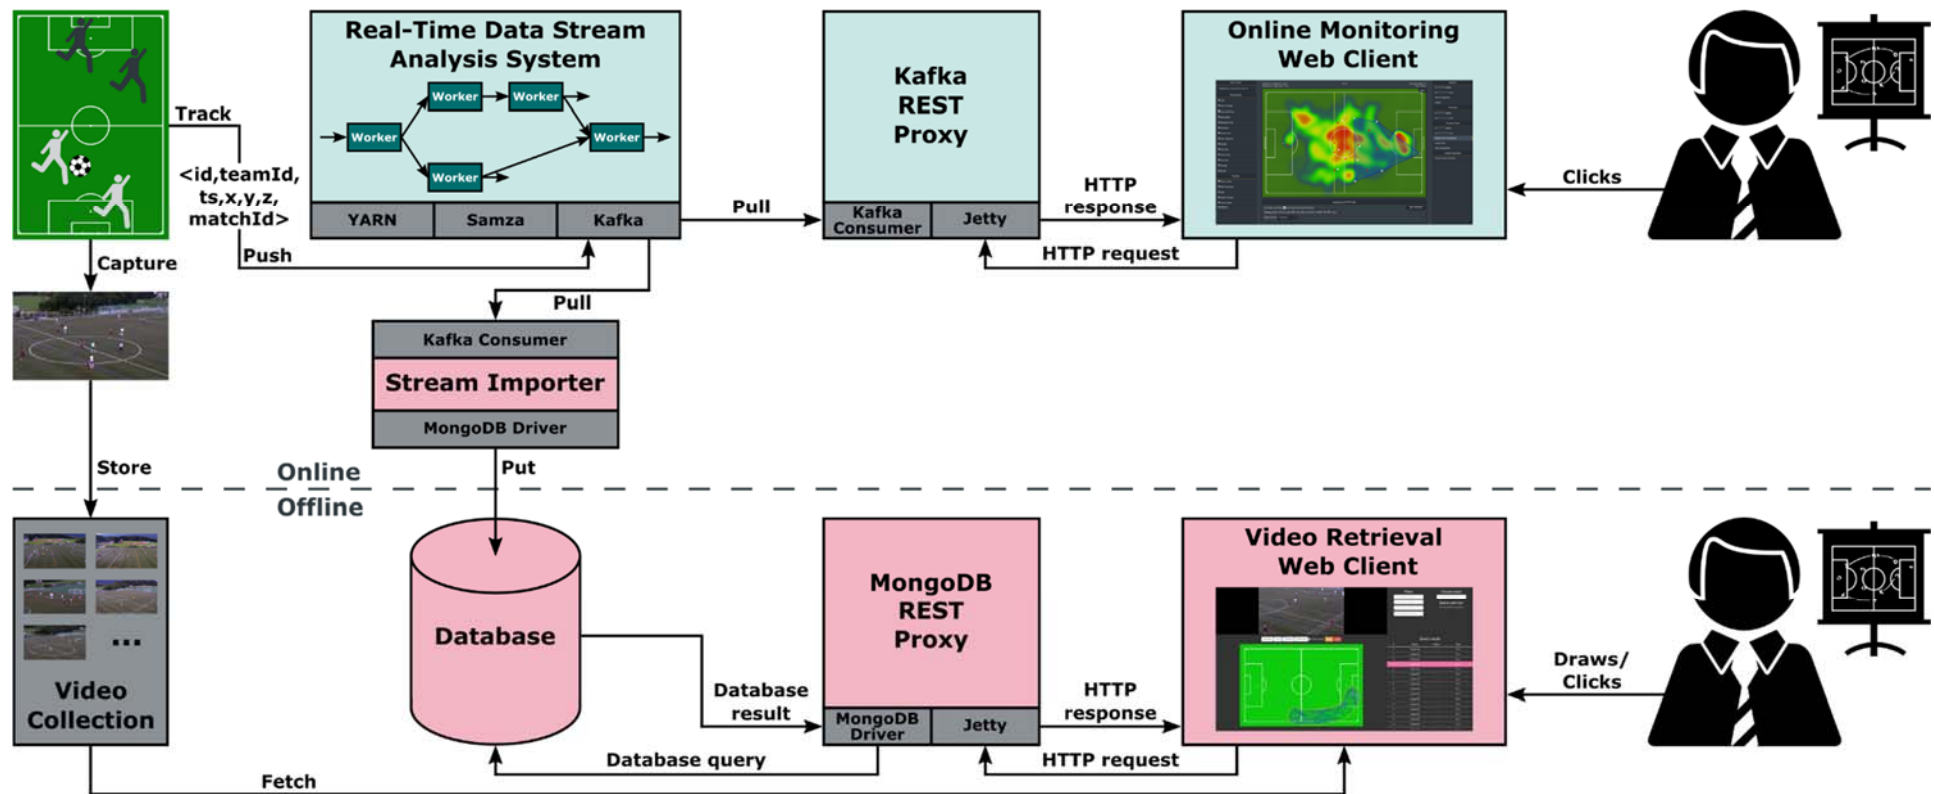 Real-Time Data Stream
Analysis System
Worker
Worker
Worker
Worker
Worker
YARN
Samza
Kafka
Track
<id,teamId,
ts,x,y,z,
matchId>
Push
Pull
Kafka
REST
Proxy
Kafka
Consumer
Jetty
HTTP
response
HTTP request
Online Monitoring
Web Client
Clicks
Capture
Pull
Kafka Consumer
Stream Importer
MongoDB Driver
Store
Put
Online
Offline
Video
Collection
...
Database
Database
result
Database query
MongoDB
REST
Proxy
MongoDB
Driver
Jetty
HTTP
response
HTTP request
Video Retrieval
Web Client
Draws/
Clicks
Fetch